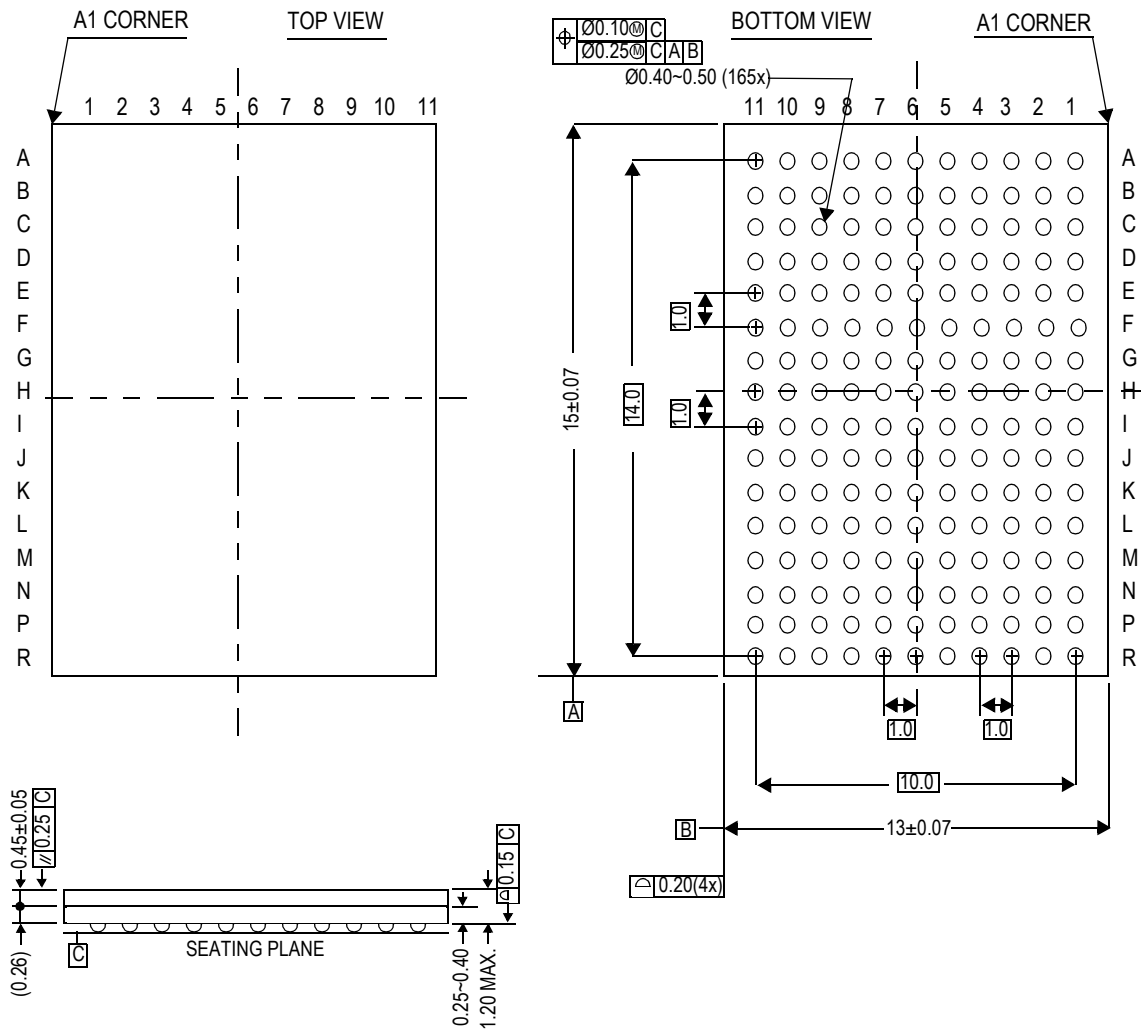 A1 CORNER
TOP VIEW
1 2 3 4 5 6 7 8 9 10 11
A
B
C
D
E
F
G
H
I
J
K
L
M
N
P
R
Ø0.10Ⓜ C
Ø0.25Ⓜ C A B
BOTTOM VIEW
A1 CORNER
Ø0.40~0.50 (165x)
11 10 9 8 7 6 5 4 3 2 1
A
B
C
D
E
F
G
H
I
J
K
L
M
N
P
R
1.0
1.0
14.0
15±0.07
A
1.0
1.0
10.0
B
13±0.07
0.20(4x)
0.45±0.05
// 0.25 C
(0.26)
C
SEATING PLANE
0.15 C
0.25~0.40
1.20 MAX.